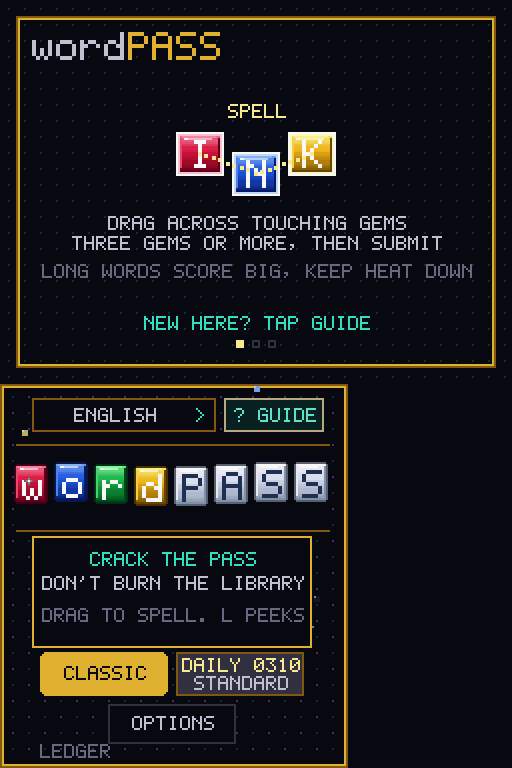 wordPASS
SPELL
I N K
DRAG ACROSS TOUCHING GEMS
THREE GEMS OR MORE, THEN SUBMIT
LONG WORDS SCORE BIG, KEEP HEAT DOWN
NEW HERE? TAP GUIDE
ENGLISH > ? GUIDE
wordPASS
CRACK THE PASS
DON'T BURN THE LIBRARY
DRAG TO SPELL. L PEEKS
CLASSIC
DAILY 0310
STANDARD
OPTIONS
LEDGER